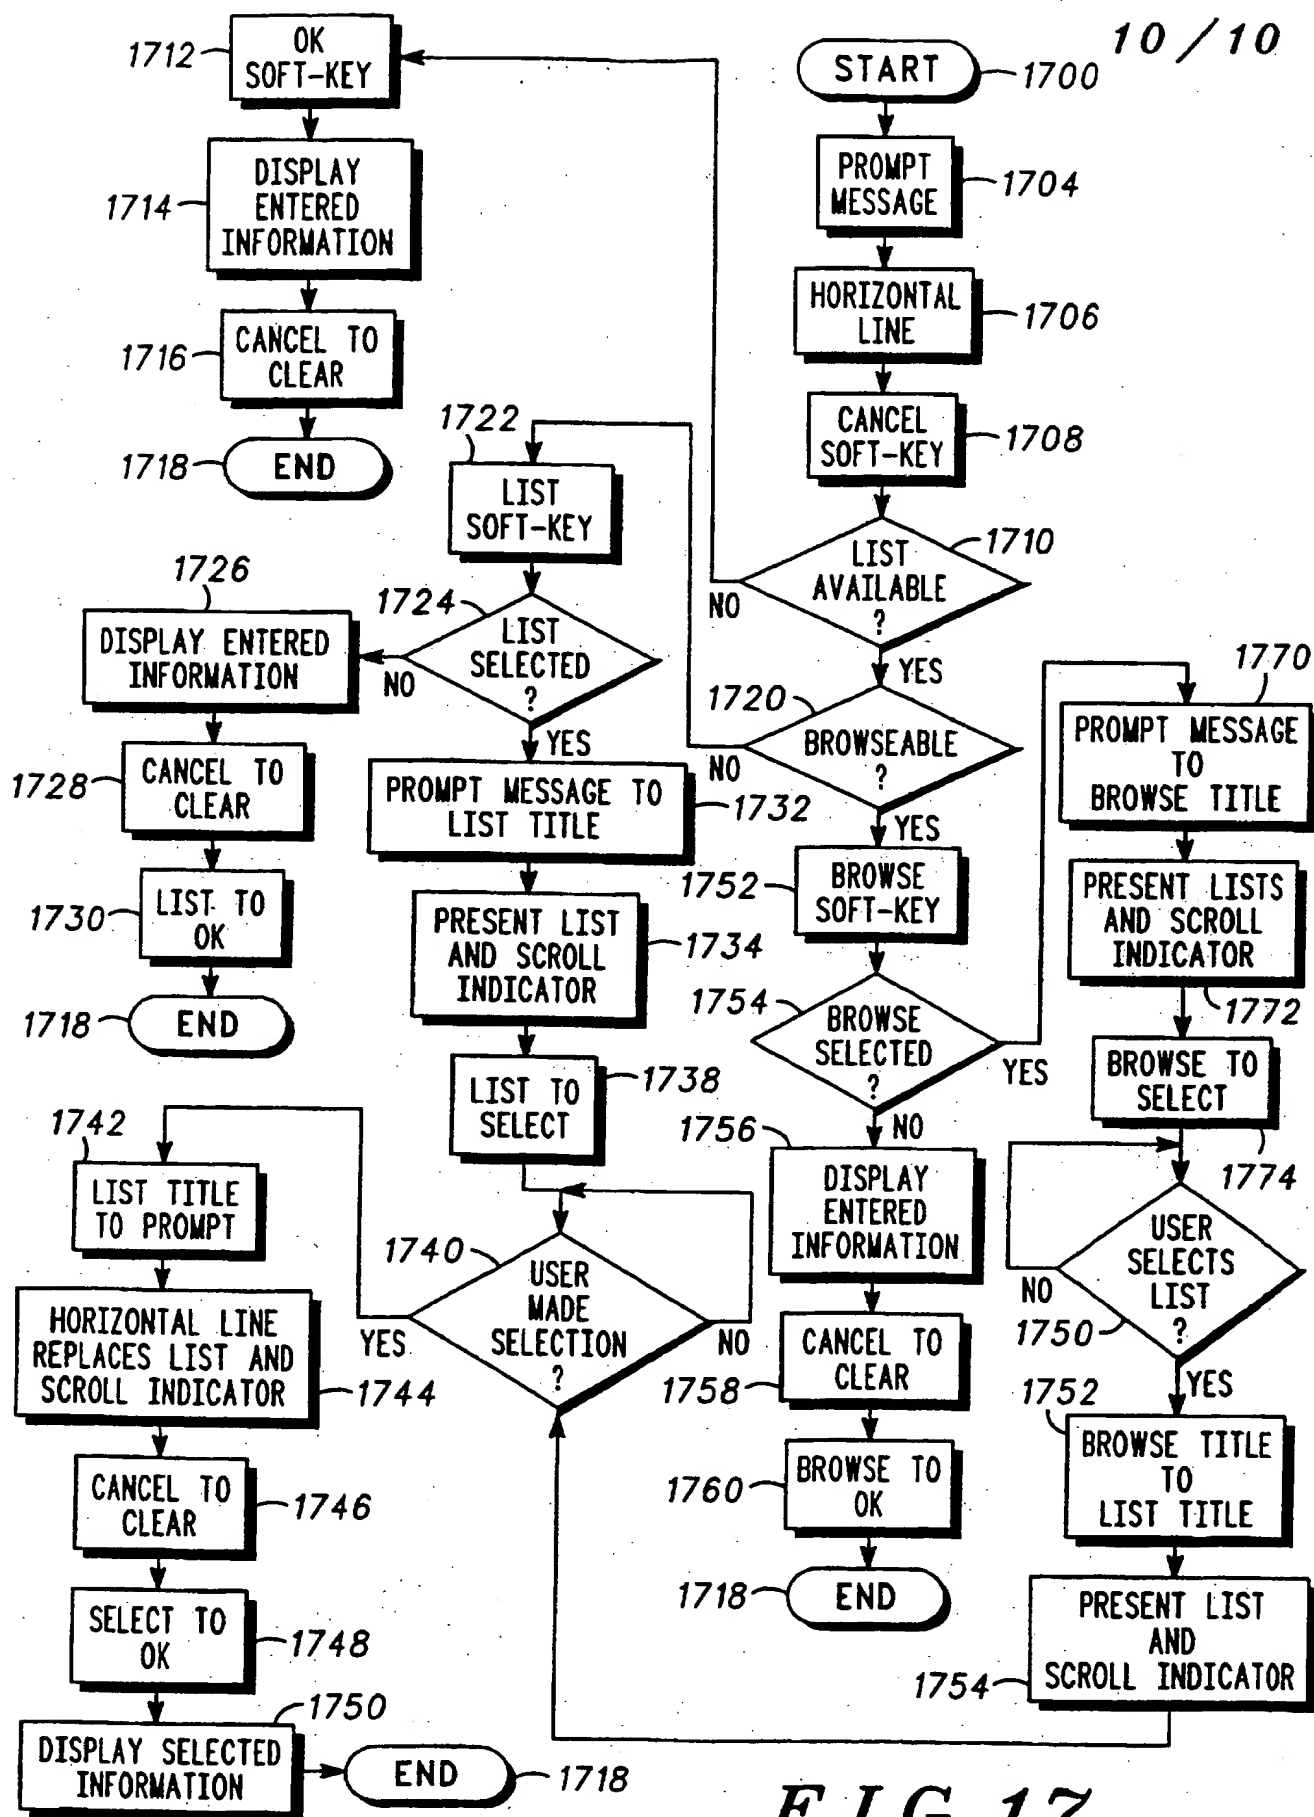 10/10
START
1700
PROMPT
MESSAGE
1704
HORIZONTAL
LINE
1706
CANCEL
SOFT-KEY
1708
LIST
AVAILABLE
?
1710
NO
YES
1712
OK
SOFT-KEY
1714
DISPLAY
ENTERED
INFORMATION
1716
CANCEL TO
CLEAR
1718
END
1720
BROWSEABLE
?
NO
YES
1722
LIST
SOFT-KEY
1724
LIST
SELECTED
?
NO
YES
1726
DISPLAY ENTERED
INFORMATION
1728
CANCEL TO
CLEAR
1730
LIST TO
OK
1718
END
PROMPT MESSAGE TO
LIST TITLE
1732
PRESENT LIST
AND SCROLL
INDICATOR
1734
LIST TO
SELECT
1738
1740
USER
MADE
SELECTION
?
YES
NO
1742
LIST TITLE
TO PROMPT
HORIZONTAL LINE
REPLACES LIST AND
SCROLL INDICATOR
1744
CANCEL TO
CLEAR
1746
SELECT TO
OK
1748
1750
DISPLAY SELECTED
INFORMATION
END
1718
1752
BROWSE
SOFT-KEY
1754
BROWSE
SELECTED
?
YES
NO
1756
DISPLAY
ENTERED
INFORMATION
CANCEL TO
CLEAR
1758
BROWSE TO
OK
1760
1718
END
1770
PROMPT MESSAGE
TO
BROWSE TITLE
PRESENT LISTS
AND SCROLL
INDICATOR
1772
BROWSE TO
SELECT
1774
USER
SELECTS
LIST
?
NO
1750
YES
1752
BROWSE TITLE
TO
LIST TITLE
PRESENT LIST
AND
SCROLL INDICATOR
1754
FIG.17